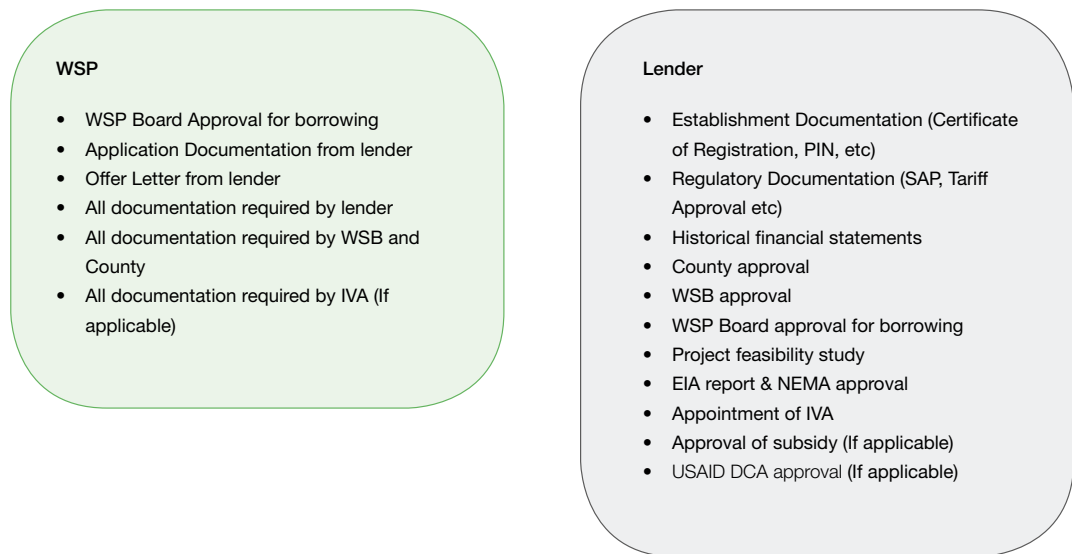 WSP
• WSP Board Approval for borrowing
• Application Documentation from lender
• Offer Letter from lender
• All documentation required by lender
• All documentation required by WSB and
County
• All documentation required by IVA (If
applicable)
Lender
• Establishment Documentation (Certificate
of Registration, PIN, etc)
• Regulatory Documentation (SAP, Tariff
Approval etc)
• Historical financial statements
• County approval
• WSB approval
• WSP Board approval for borrowing
• Project feasibility study
• EIA report & NEMA approval
• Appointment of IVA
• Approval of subsidy (If applicable)
• USAID DCA approval (If applicable)